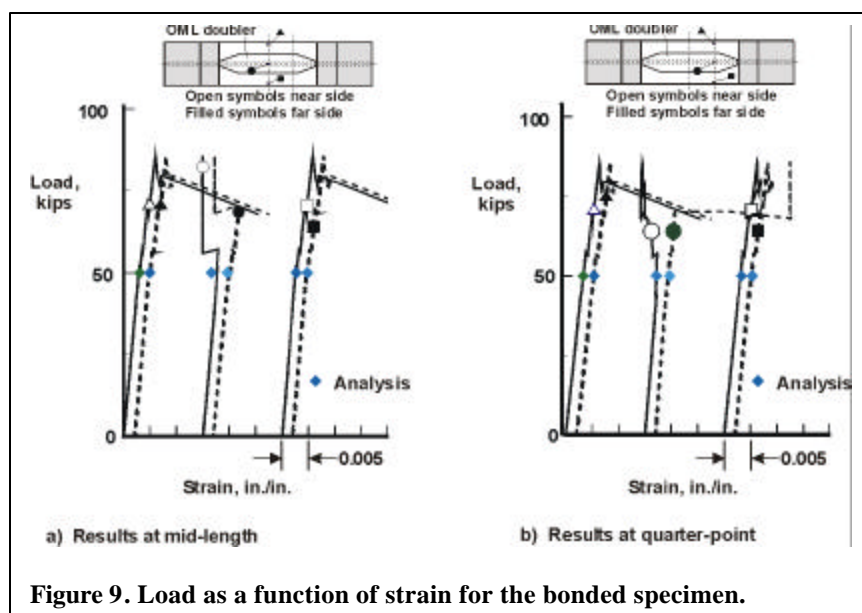 OML doubler
Open symbols near side
Filled symbols far side
100
Load,
kips
50
0
Analysis
0.005
Strain, in./in.
a) Results at mid-length
OML doubler
Open symbols near side
Filled symbols far side
100
Load,
kips
50
0
Analysis
0.005
Strain, in./in.
b) Results at quarter-point
Figure 9. Load as a function of strain for the bonded specimen.